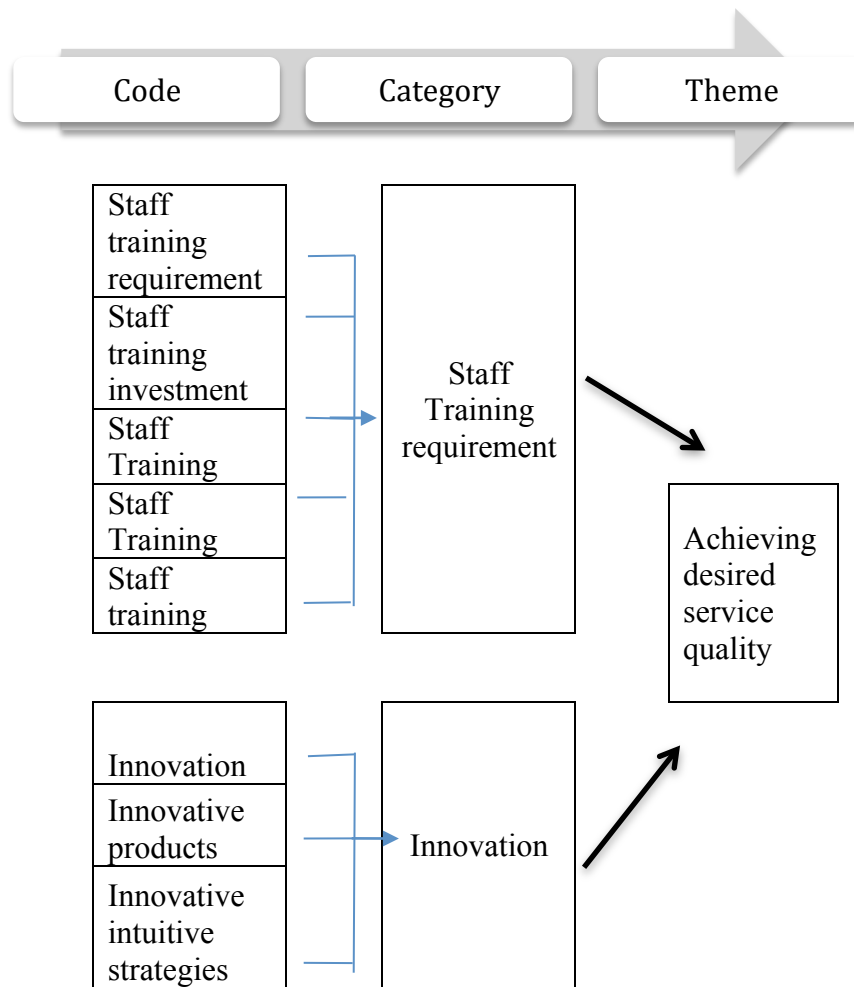 Code
Category
Theme
Staff
training
requirement
Staff
training
investment
Staff
Training
Staff
Training
Staff
training
Staff
Training
requirement
Achieving
desired
service
quality
Innovation
Innovative
products
Innovative
intuitive
strategies
Innovation